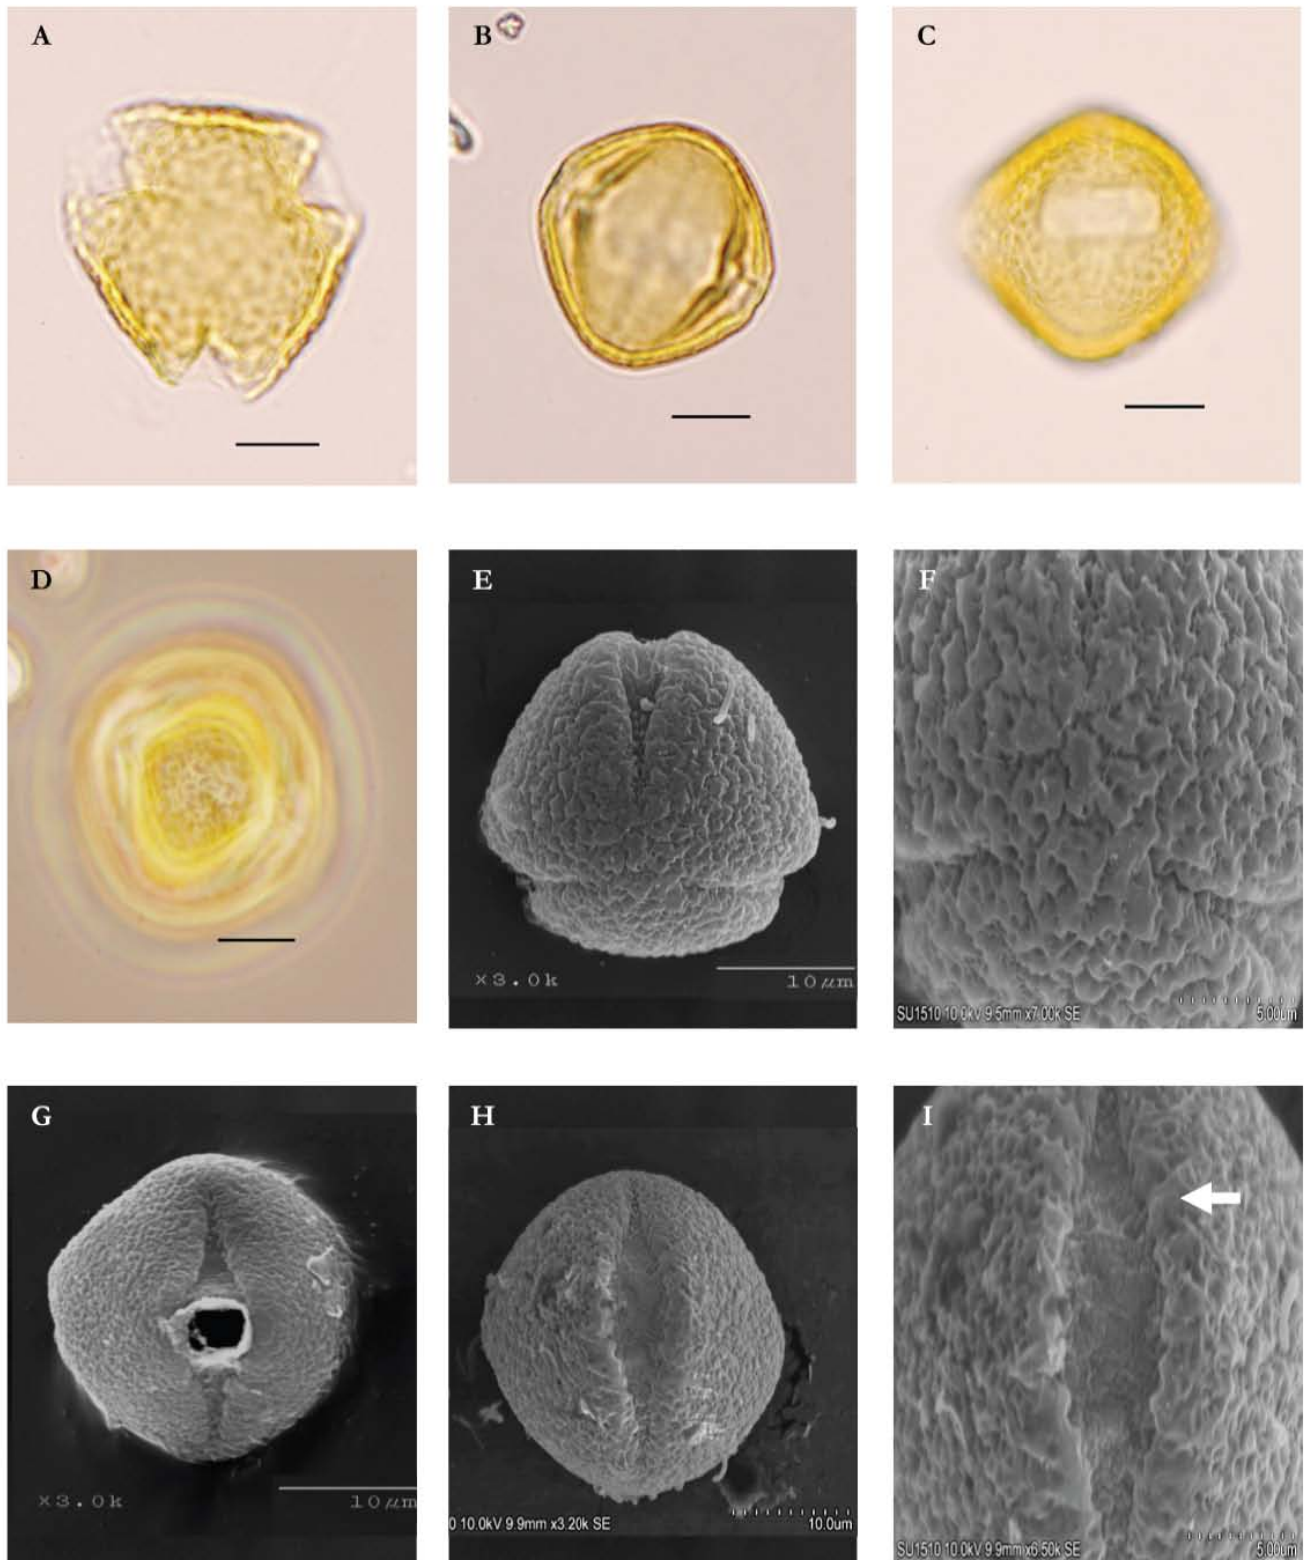 A
B
C
D
E
×3.0k 10μm
F
SU1510 10.0kV 9.5mm x7.00k SE 5.00um
G
×3.0k 10μm
H
0 10.0kV 9.9mm x3.20k SE 10.0um
I
SU1510 10.0kV 9.9mm x6.50k SE 5.00um